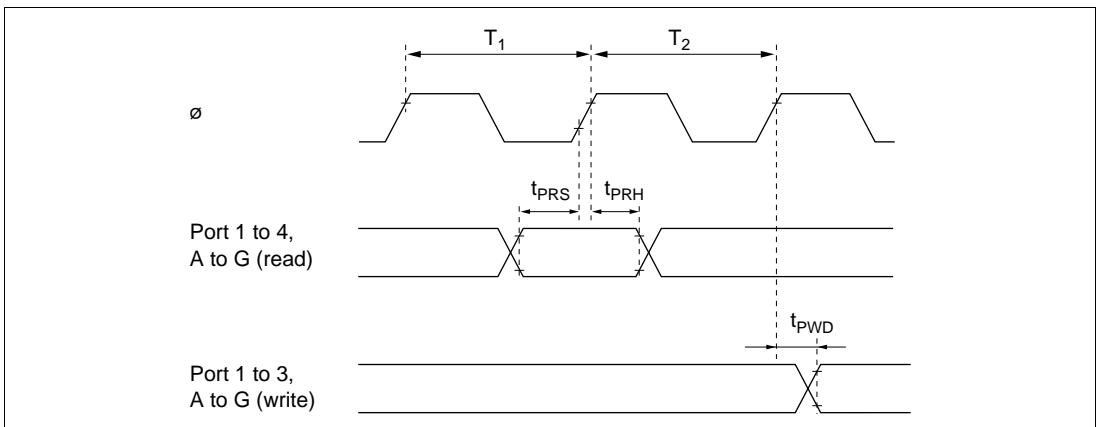 T₁ T₂
ø
tPRS tPRH
Port 1 to 4,
A to G (read)
tPWD
Port 1 to 3,
A to G (write)